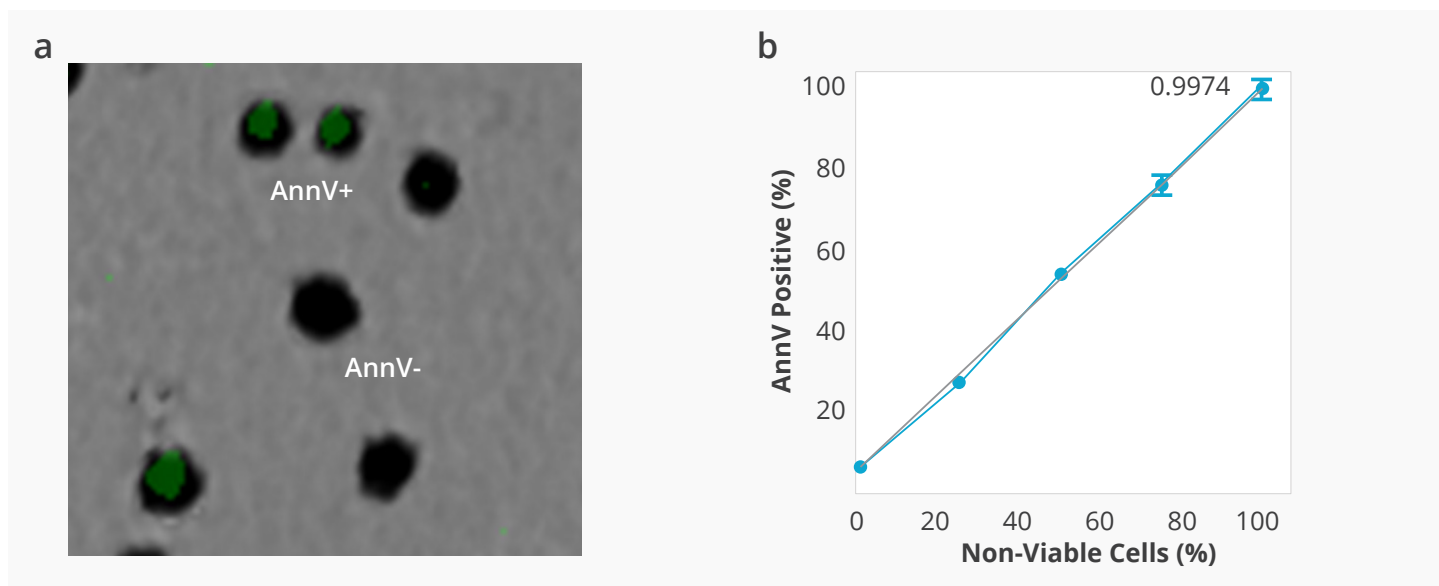 a
AnnV+
AnnV-
b
0.9974
100
80
60
40
20
AnnV Positive (%)
0 20 40 60 80 100
Non-Viable Cells (%)